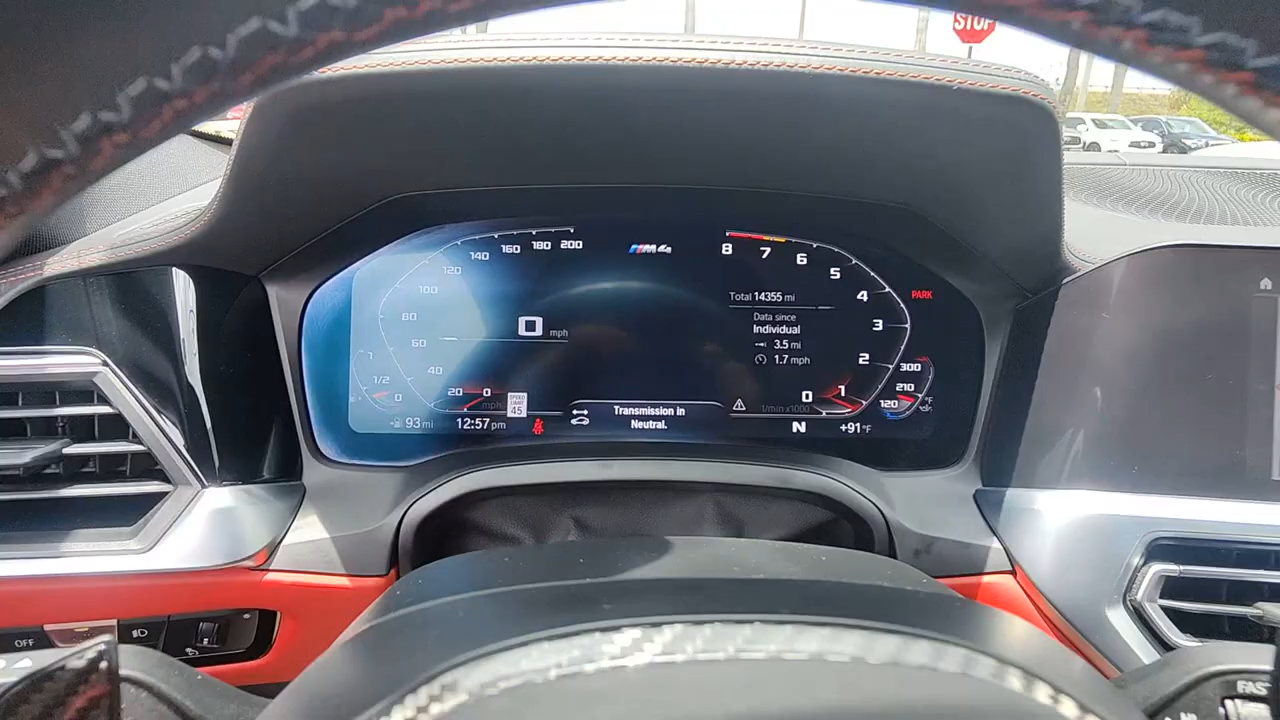 STOP
160 180 200
140
120
100
80
60
40
20 0
mph
0 mph
1
1/2
0
93 mi
12:57 pm
SPEED
LIMIT
45
M4
8 7 6 5 4 3 2 1 0
PARK
Total 14355 mi
Data since
Individual
3.5 mi
1.7 mph
300
210
120
°F
1/min x1000
Transmission in
Neutral.
N
+91°F
OFF
FAS